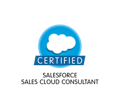 CERTIFIED
SALESFORCE
SALES CLOUD CONSULTANT